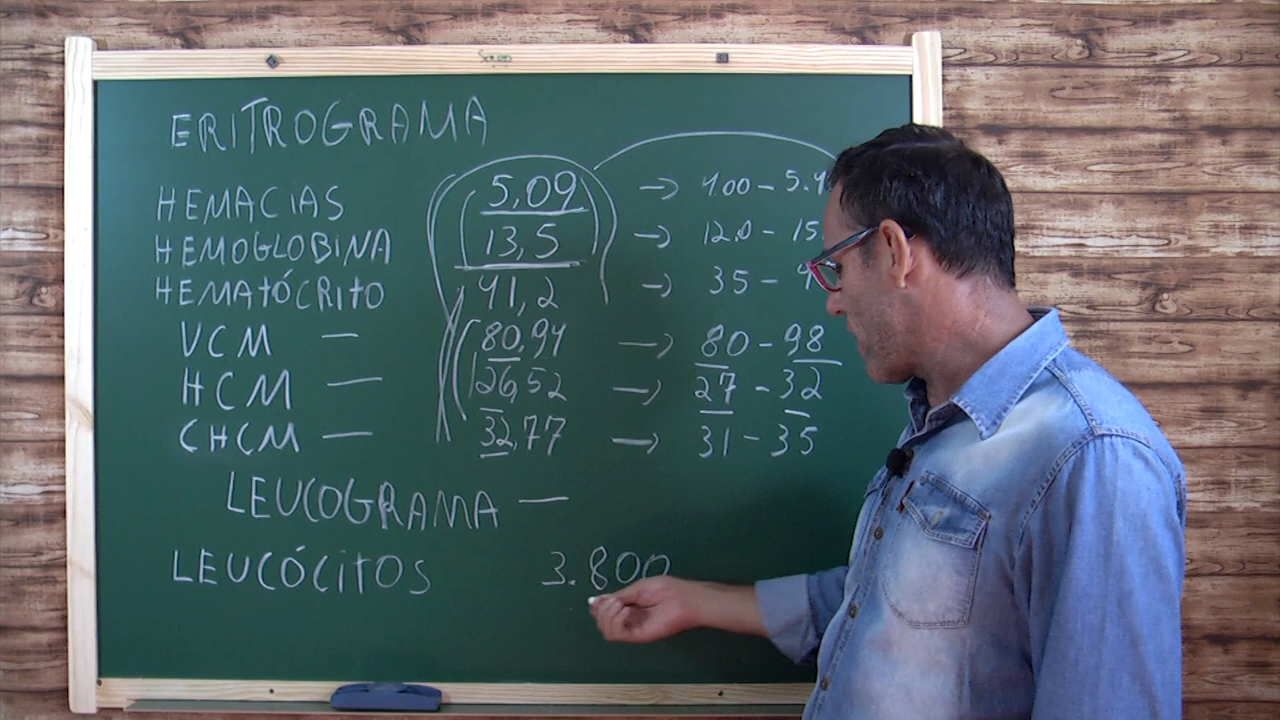 ERITROGRAMA
HEMACIAS 5,09 → 400 - 5.4
HEMOGLOBINA 13,5 → 12.0 - 15.
HEMATÓCRITO 41,2 → 35 - 4
VCM — 80,94 → 80 - 98
HCM — 26,52 → 27 - 32
CHCM — 32,77 → 31 - 35
LEUCOGRAMA —
LEUCÓCITOS 3.800